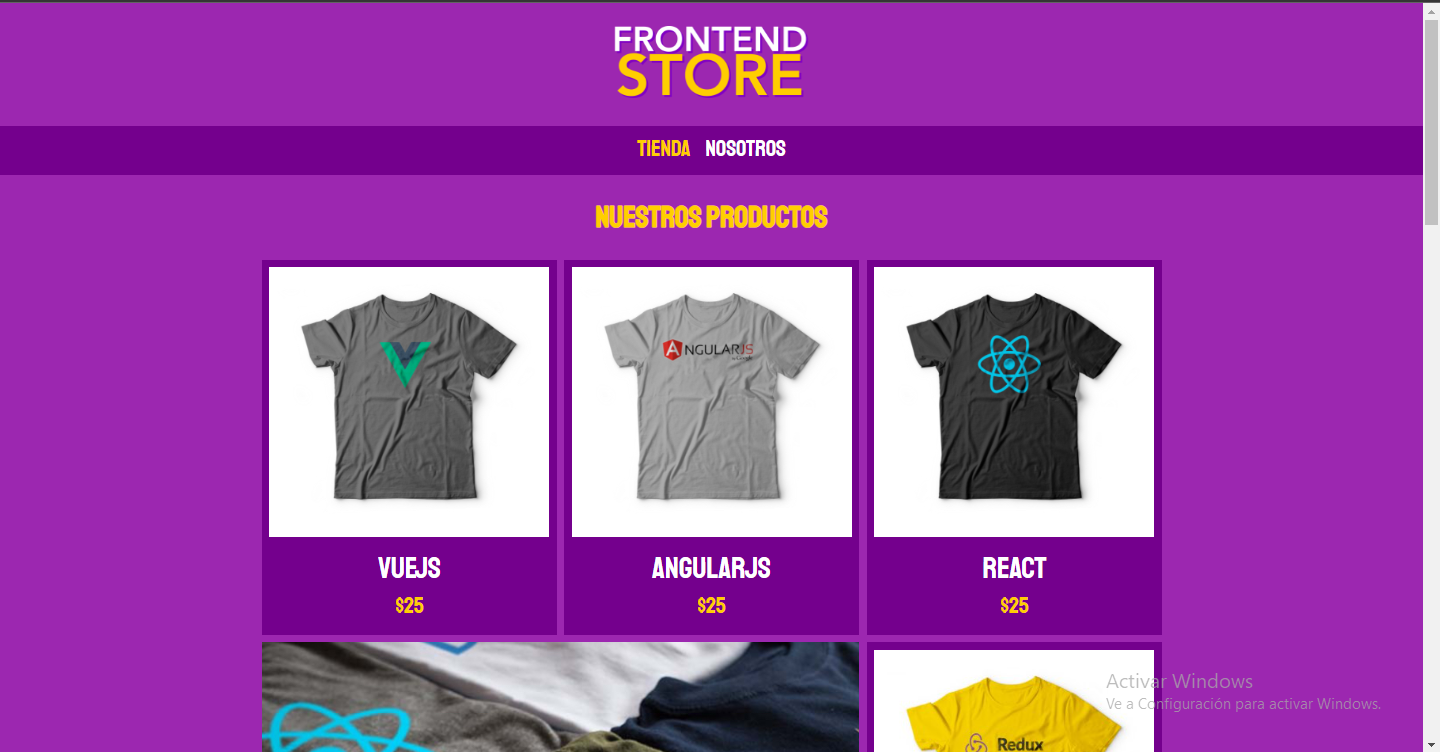 FRONTEND
STORE
TIENDA NOSOTROS
NUESTROS PRODUCTOS
ANGULARJS
VUEJS
$25
ANGULARJS
$25
REACT
$25
Redux
Activar Windows
Ve a Configuración para activar Windows.